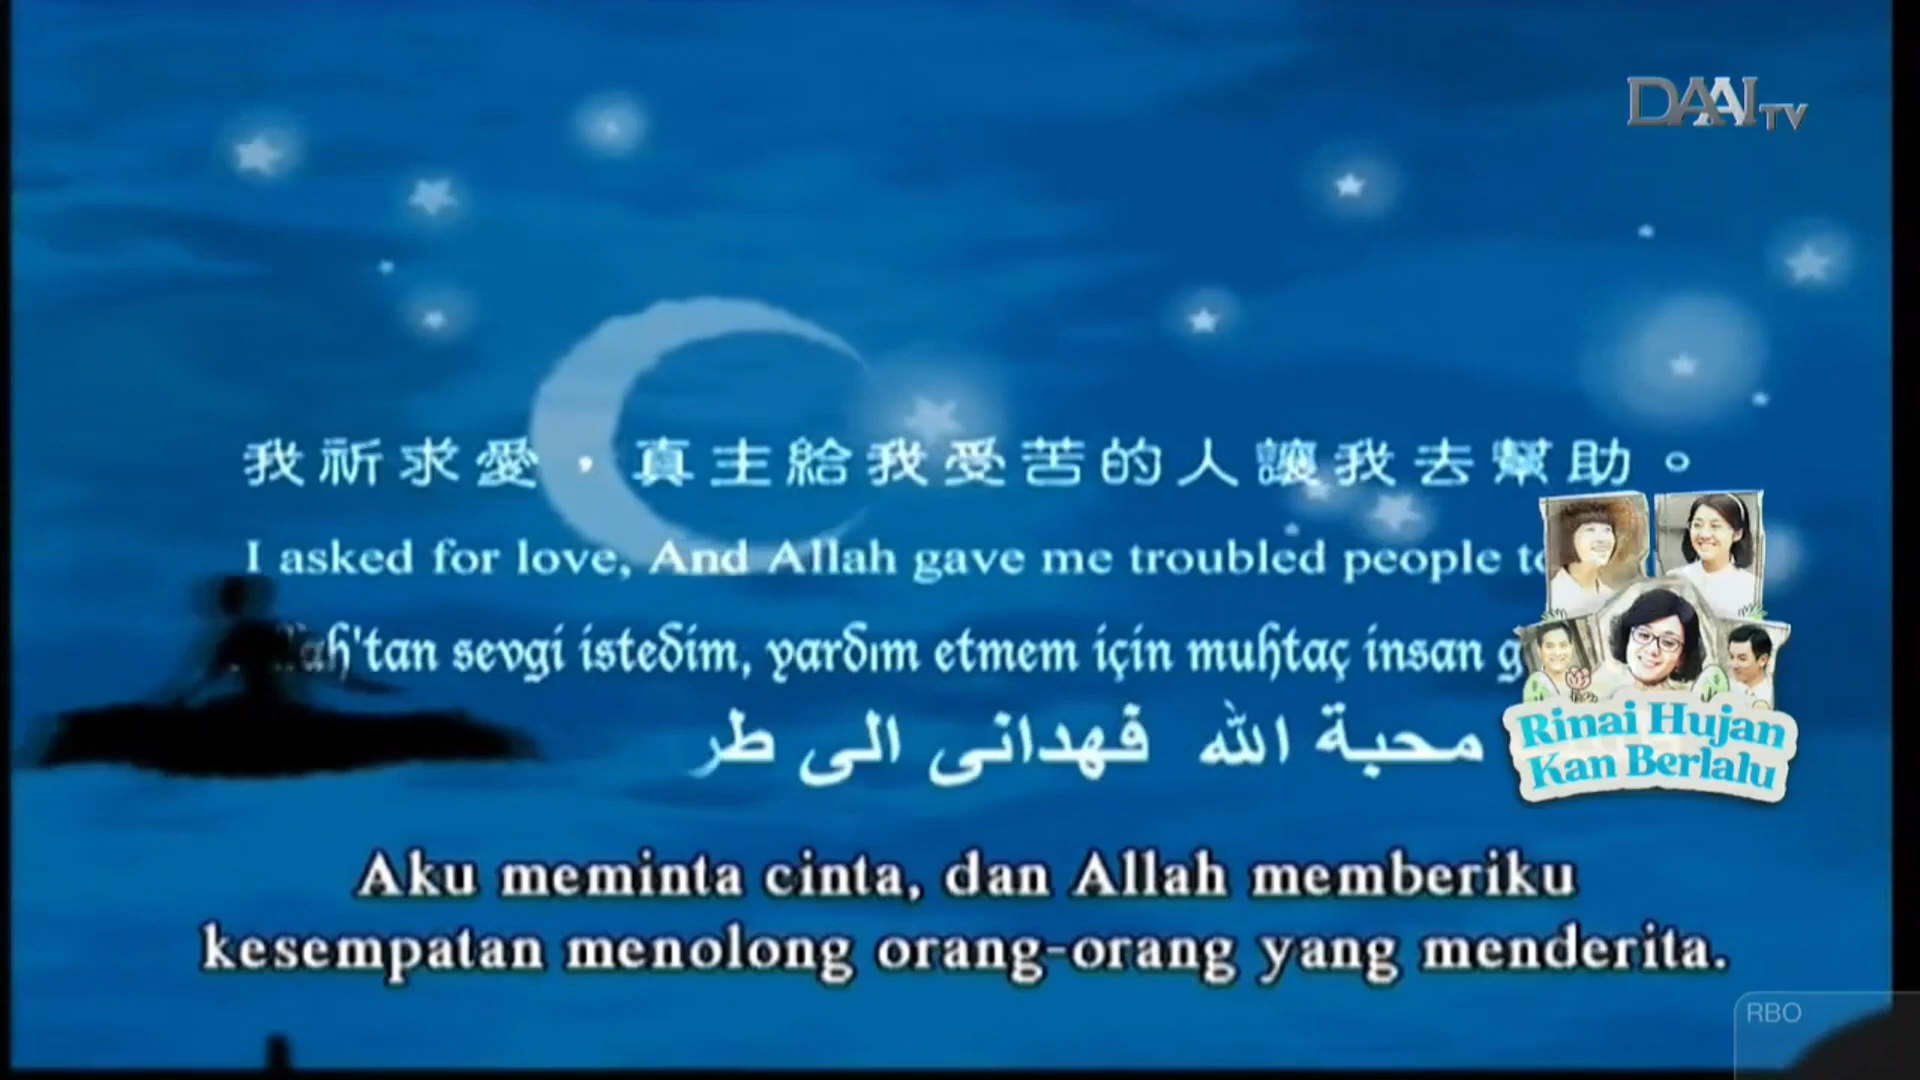 DAAI TV
我祈求愛,真主給我受苦的人讓我去幫助。
I asked for love, And Allah gave me troubled people
'tan sevgi istedim, yardım etmem için muhtaç insan
محبة الله فهدانى الى طر
Rinai Hujan
Kan Berlalu
Aku meminta cinta, dan Allah memberiku
kesempatan menolong orang-orang yang menderita.
RBO